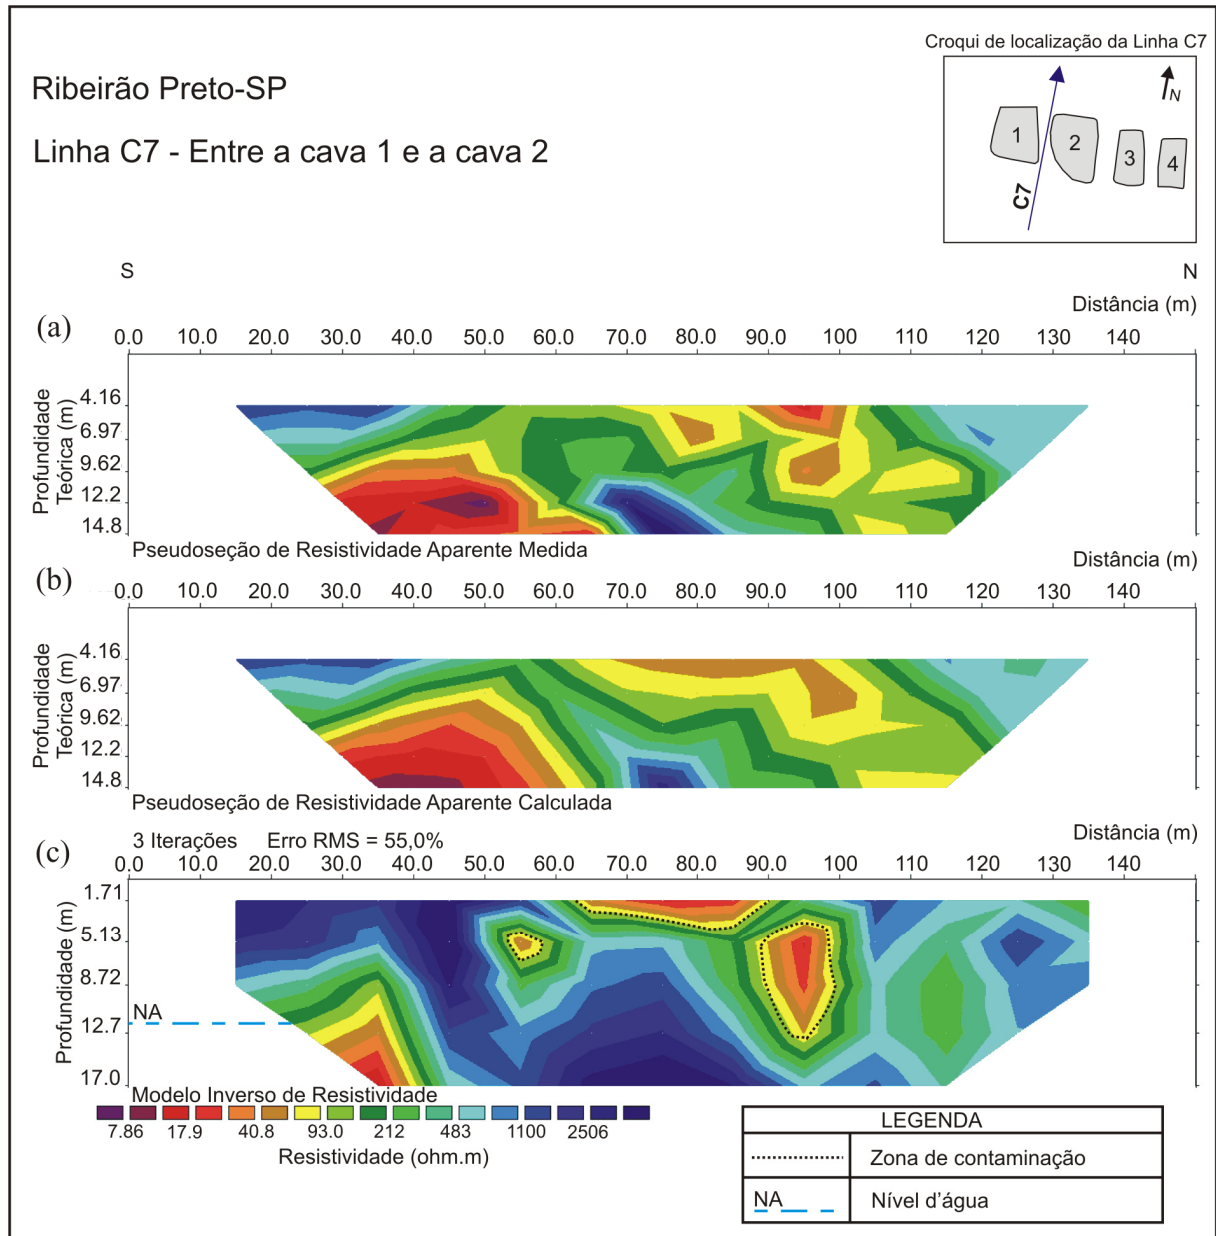 Croqui de localização da Linha C7
Ribeirão Preto-SP
Linha C7 - Entre a cava 1 e a cava 2
N
1
2
3
4
C7
S
N
Distância (m)
(a)
0.0 10.0 20.0 30.0 40.0 50.0 60.0 70.0 80.0 90.0 100 110 120 130 140
Profundidade
Teórica (m)
4.16
6.97
9.62
12.2
14.8
Pseudoseção de Resistividade Aparente Medida
Distância (m)
(b)
0.0 10.0 20.0 30.0 40.0 50.0 60.0 70.0 80.0 90.0 100 110 120 130 140
Profundidade
Teórica (m)
4.16
6.97
9.62
12.2
14.8
Pseudoseção de Resistividade Aparente Calculada
3 Iterações Erro RMS = 55,0%
Distância (m)
(c)
0.0 10.0 20.0 30.0 40.0 50.0 60.0 70.0 80.0 90.0 100 110 120 130 140
Profundidade (m)
1.71
5.13
8.72
12.7
17.0
NA
Modelo Inverso de Resistividade
7.86 17.9 40.8 93.0 212 483 1100 2506
Resistividade (ohm.m)
LEGENDA
Zona de contaminação
NA
Nível d'água